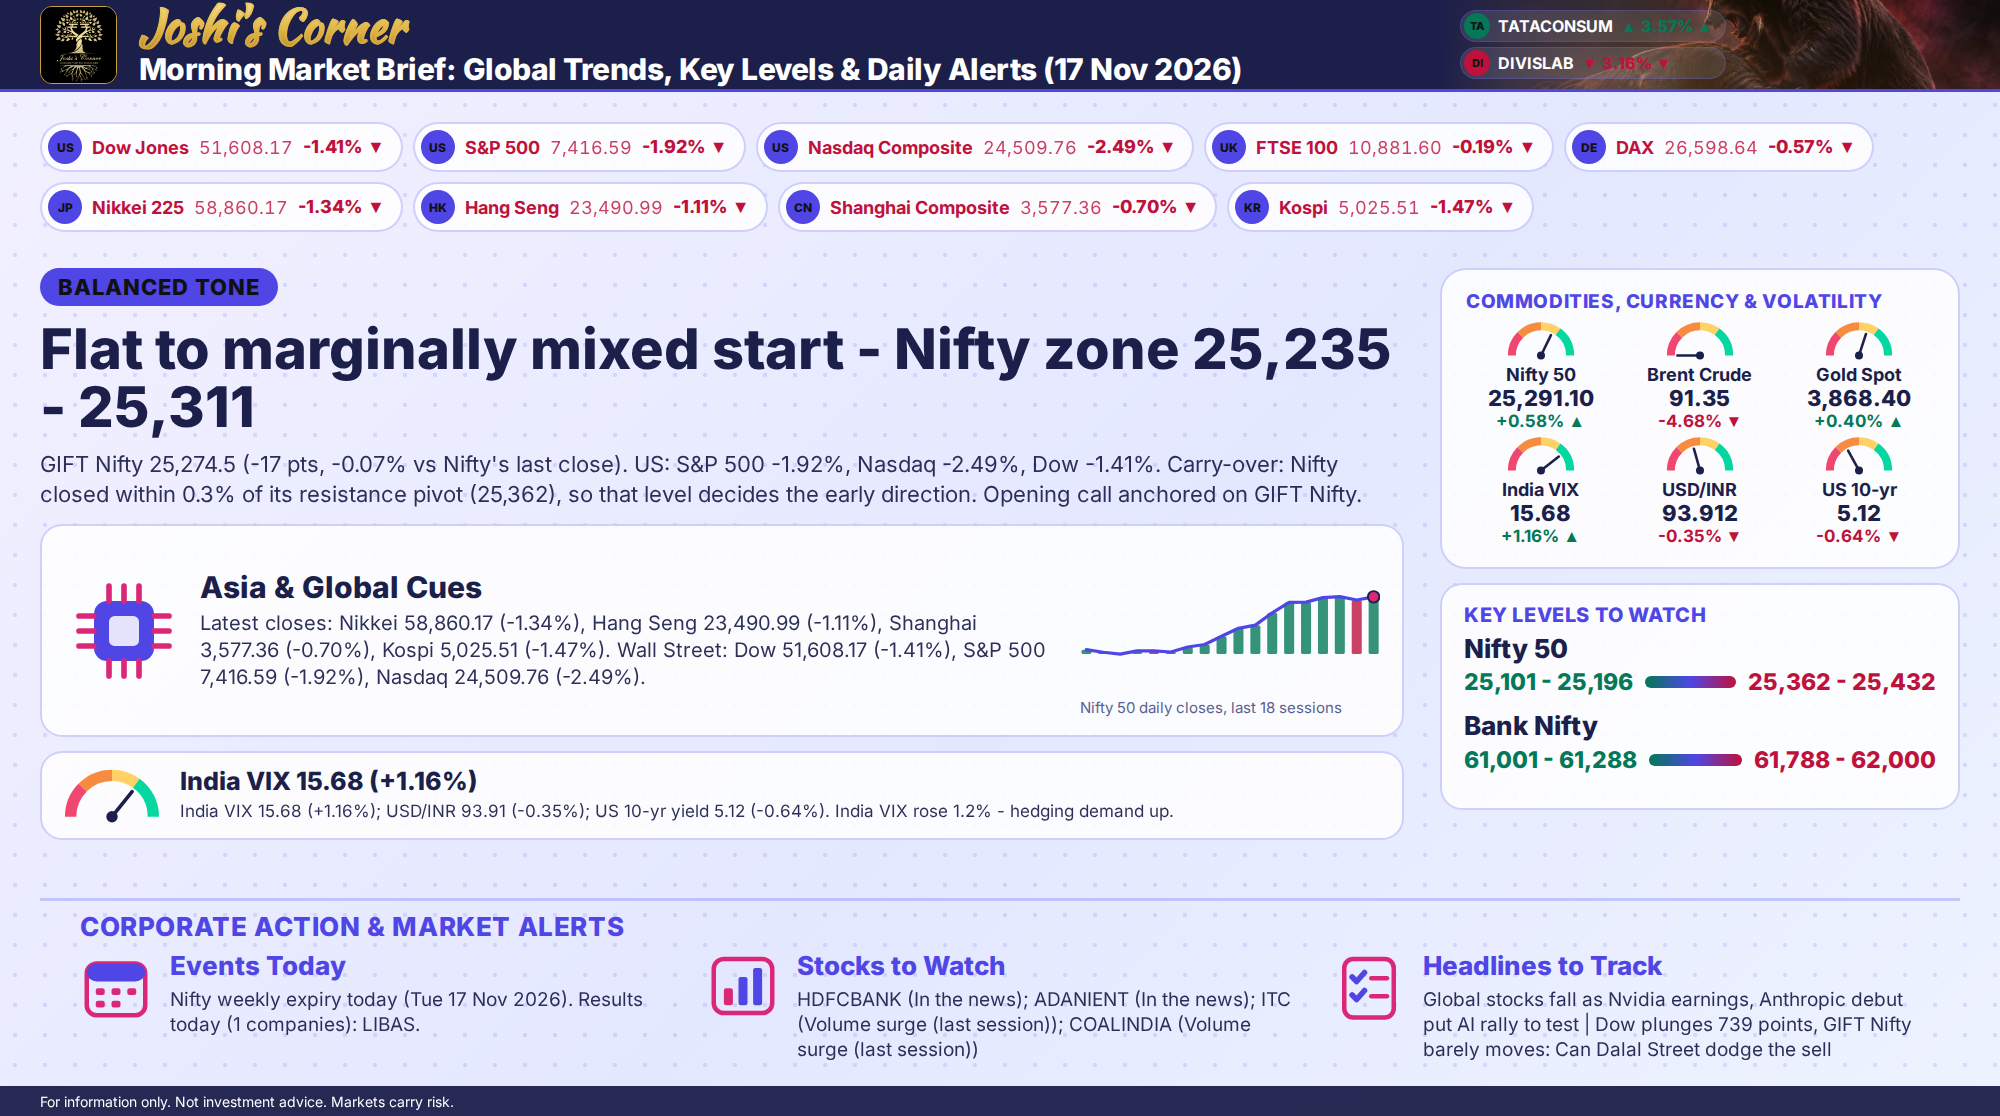 Joshi's Corner
Joshi's Corner
Morning Market Brief: Global Trends, Key Levels & Daily Alerts (17 Nov 2026)
TA TATACONSUM ▲ 3.57% ▲
DI DIVISLAB ▼ 3.16% ▼
US Dow Jones 51,608.17 -1.41% ▼
US S&P 500 7,416.59 -1.92% ▼
US Nasdaq Composite 24,509.76 -2.49% ▼
UK FTSE 100 10,881.60 -0.19% ▼
DE DAX 26,598.64 -0.57% ▼
JP Nikkei 225 58,860.17 -1.34% ▼
HK Hang Seng 23,490.99 -1.11% ▼
CN Shanghai Composite 3,577.36 -0.70% ▼
KR Kospi 5,025.51 -1.47% ▼
BALANCED TONE
Flat to marginally mixed start - Nifty zone 25,235
- 25,311
GIFT Nifty 25,274.5 (-17 pts, -0.07% vs Nifty's last close). US: S&P 500 -1.92%, Nasdaq -2.49%, Dow -1.41%. Carry-over: Nifty
closed within 0.3% of its resistance pivot (25,362), so that level decides the early direction. Opening call anchored on GIFT Nifty.
Asia & Global Cues
Latest closes: Nikkei 58,860.17 (-1.34%), Hang Seng 23,490.99 (-1.11%), Shanghai
3,577.36 (-0.70%), Kospi 5,025.51 (-1.47%). Wall Street: Dow 51,608.17 (-1.41%), S&P 500
7,416.59 (-1.92%), Nasdaq 24,509.76 (-2.49%).
Nifty 50 daily closes, last 18 sessions
India VIX 15.68 (+1.16%)
India VIX 15.68 (+1.16%); USD/INR 93.91 (-0.35%); US 10-yr yield 5.12 (-0.64%). India VIX rose 1.2% - hedging demand up.
COMMODITIES, CURRENCY & VOLATILITY
Nifty 50
25,291.10
+0.58% ▲
Brent Crude
91.35
-4.68% ▼
Gold Spot
3,868.40
+0.40% ▲
India VIX
15.68
+1.16% ▲
USD/INR
93.912
-0.35% ▼
US 10-yr
5.12
-0.64% ▼
KEY LEVELS TO WATCH
Nifty 50
25,101 - 25,196 25,362 - 25,432
Bank Nifty
61,001 - 61,288 61,788 - 62,000
CORPORATE ACTION & MARKET ALERTS
Events Today
Nifty weekly expiry today (Tue 17 Nov 2026). Results
today (1 companies): LIBAS.
Stocks to Watch
HDFCBANK (In the news); ADANIENT (In the news); ITC
(Volume surge (last session)); COALINDIA (Volume
surge (last session))
Headlines to Track
Global stocks fall as Nvidia earnings, Anthropic debut
put AI rally to test | Dow plunges 739 points, GIFT Nifty
barely moves: Can Dalal Street dodge the sell
For information only. Not investment advice. Markets carry risk.